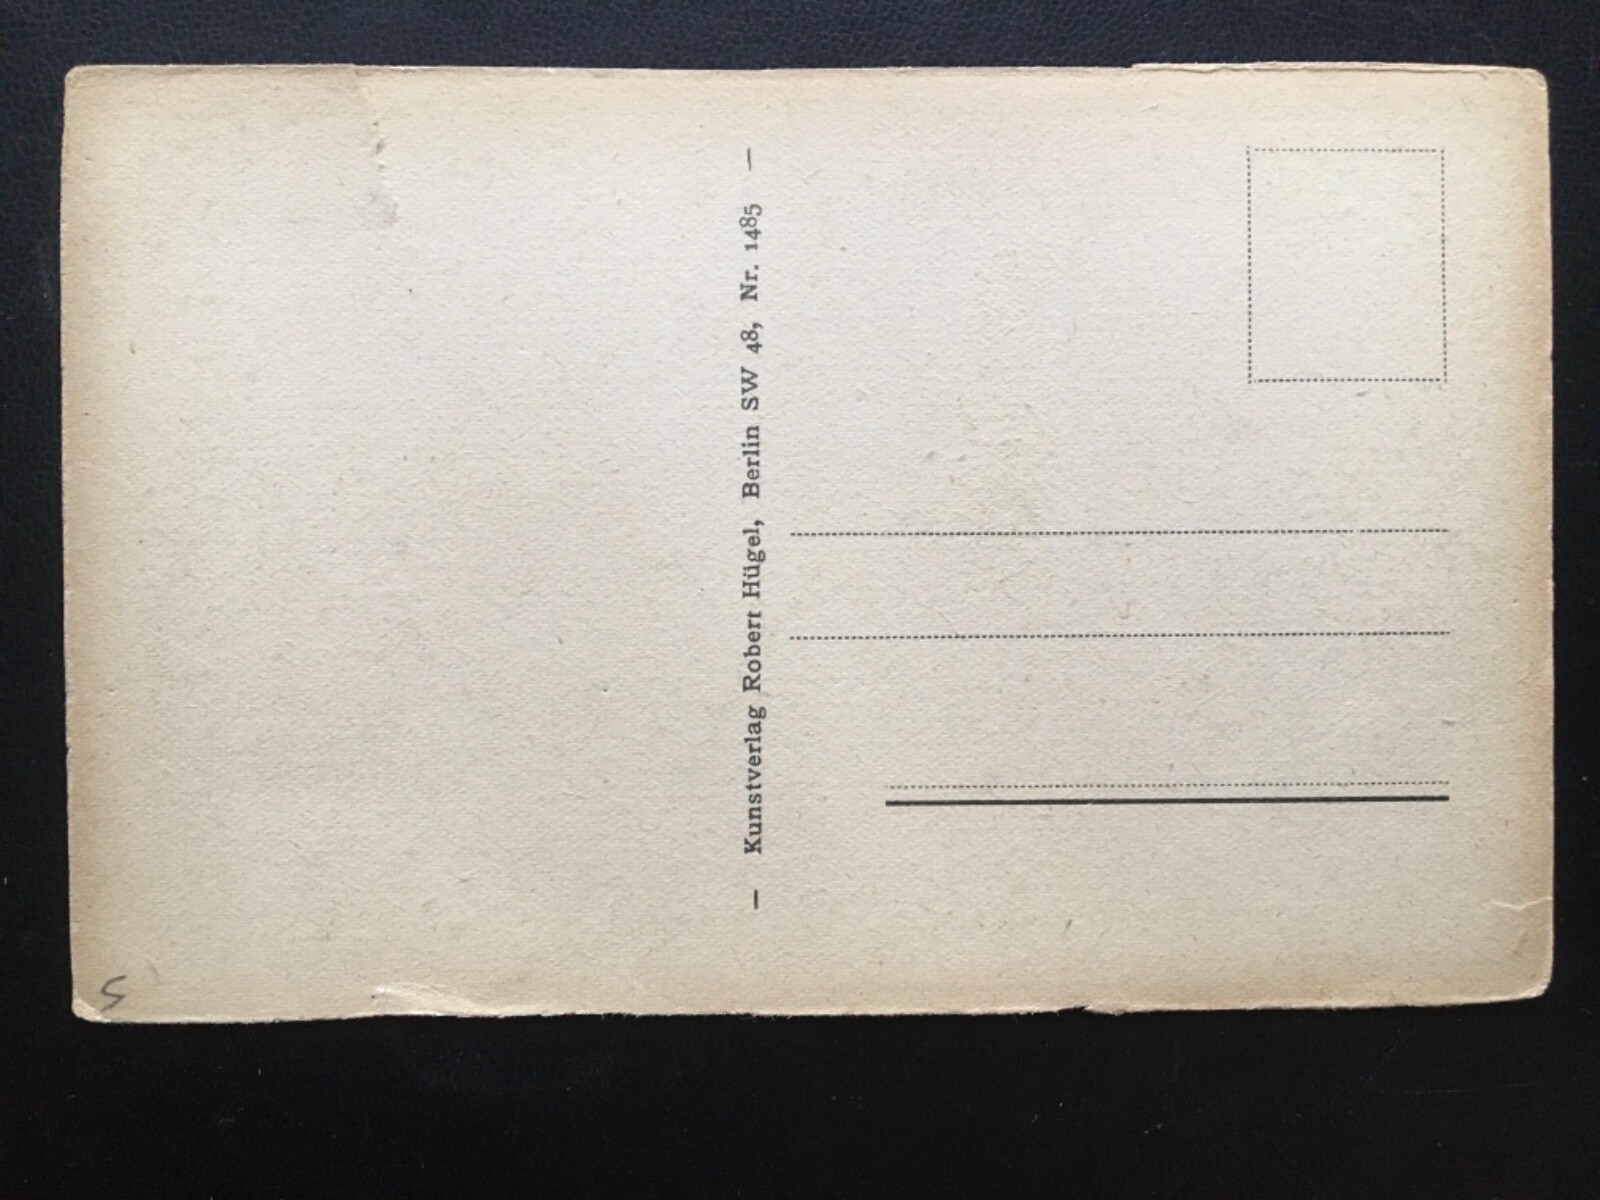 — Kunstverlag Robert Hügel, Berlin SW 48, Nr. 1485 —
5